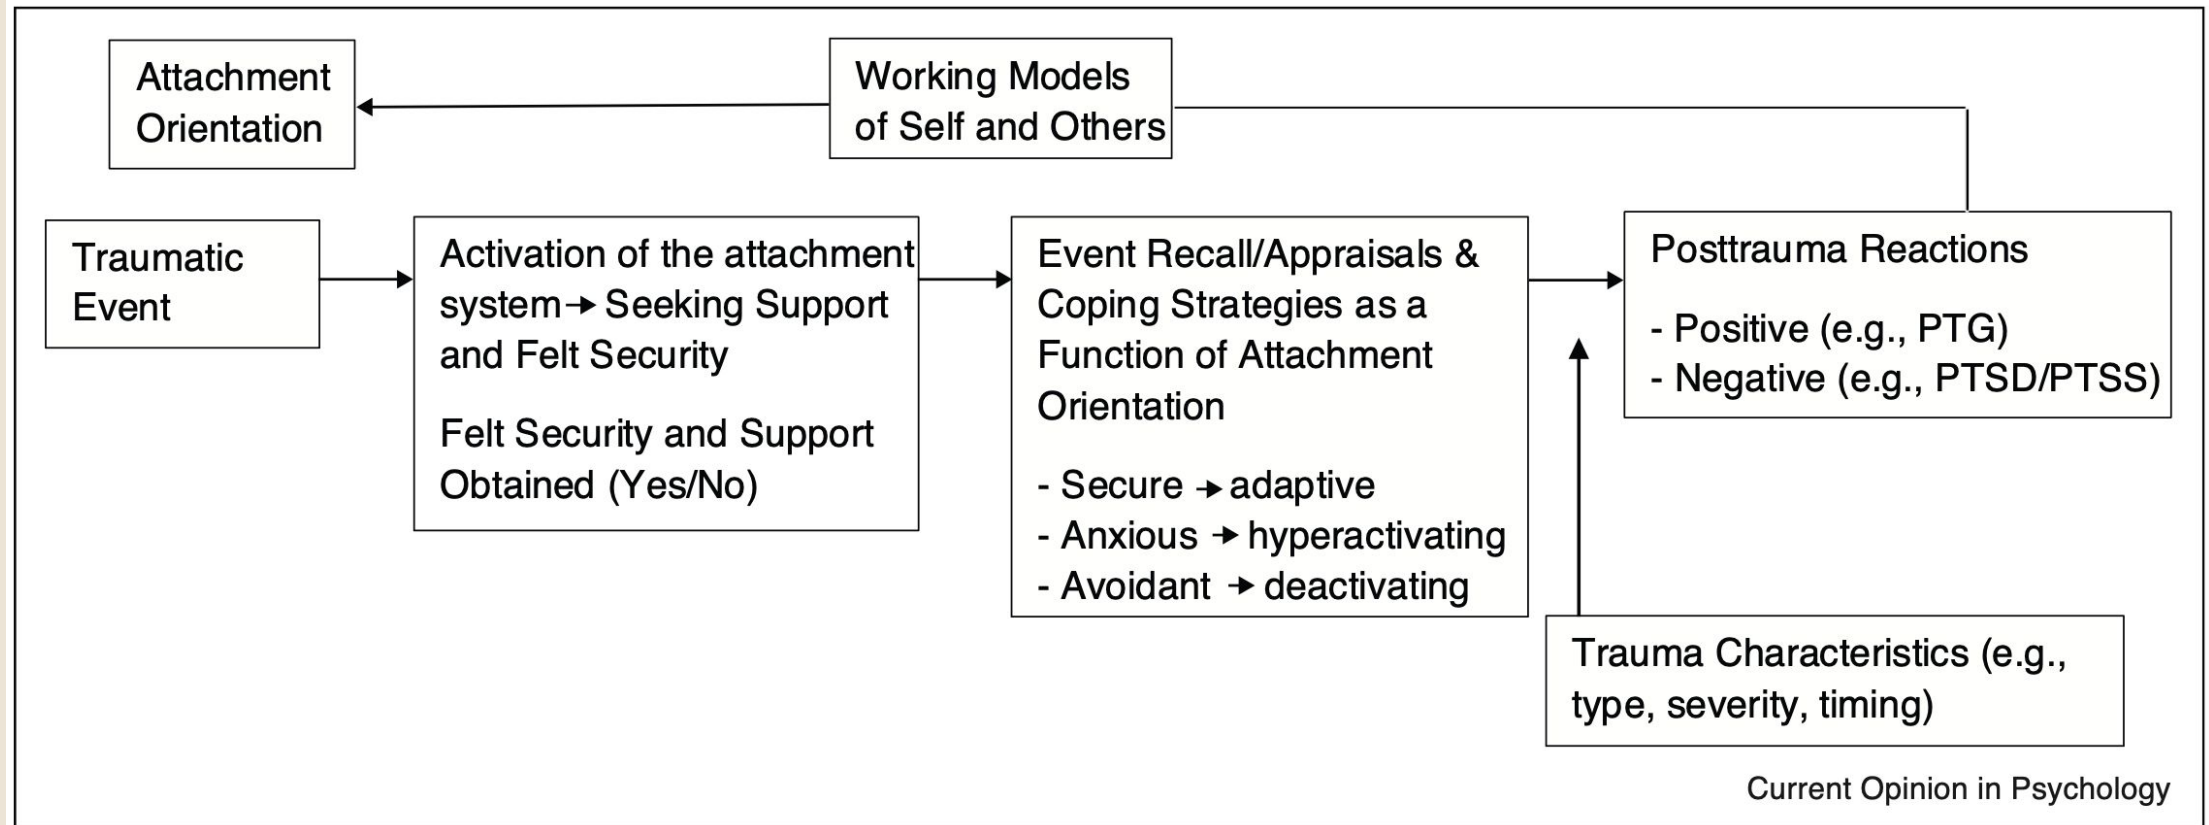 Attachment
Orientation
Working Models
of Self and Others
Traumatic
Event
Activation of the attachment
system→ Seeking Support
and Felt Security
Felt Security and Support
Obtained (Yes/No)
Event Recall/Appraisals &
Coping Strategies as a
Function of Attachment
Orientation
- Secure → adaptive
- Anxious → hyperactivating
- Avoidant → deactivating
Posttrauma Reactions
- Positive (e.g., PTG)
- Negative (e.g., PTSD/PTSS)
Trauma Characteristics (e.g.,
type, severity, timing)
Current Opinion in Psychology